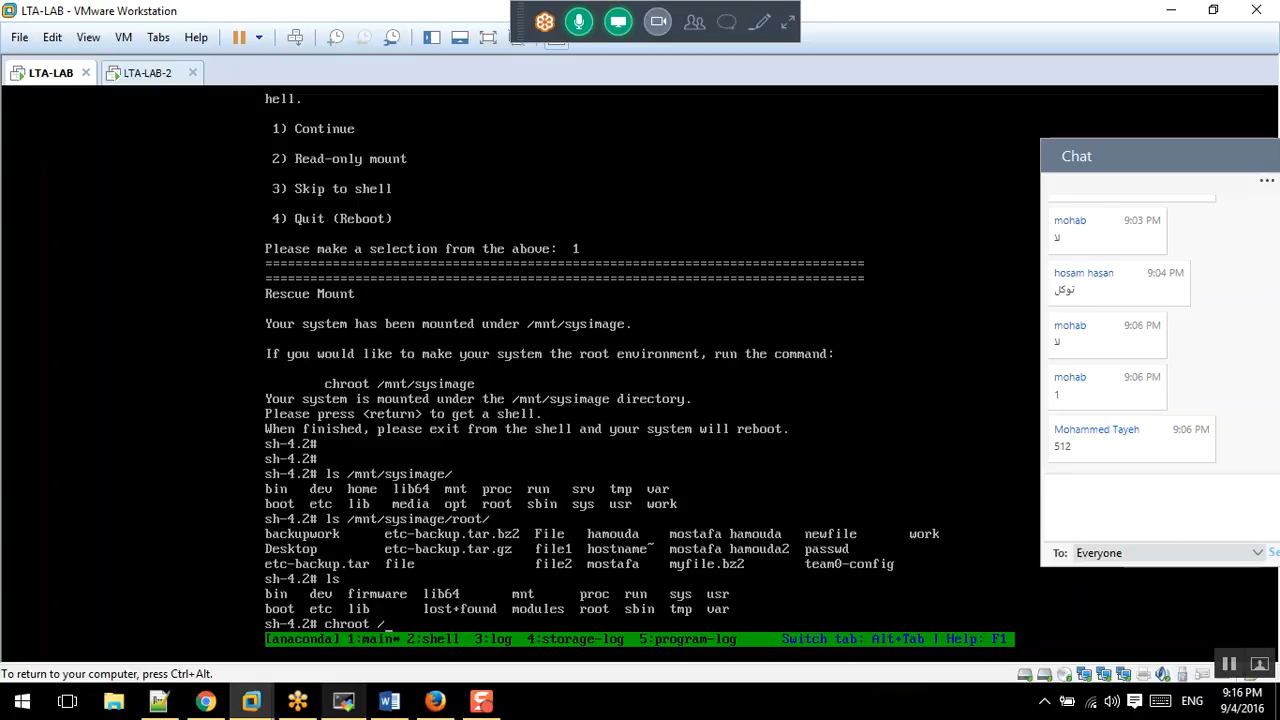 LTA-LAB - VMware Workstation
File Edit View VM Tabs Help
LTA-LAB
LTA-LAB-2
hell.
1) Continue
2) Read-only mount
3) Skip to shell
4) Quit (Reboot)
Please make a selection from the above:  1
================================================================================
================================================================================
Rescue Mount
Your system has been mounted under /mnt/sysimage.
If you would like to make your system the root environment, run the command:
chroot /mnt/sysimage
Your system is mounted under the /mnt/sysimage directory.
Please press <return> to get a shell.
When finished, please exit from the shell and your system will reboot.
sh-4.2#
sh-4.2#
sh-4.2# ls /mnt/sysimage/
bin dev home lib64 mnt proc run srv tmp var
boot etc lib media opt root sbin sys usr work
sh-4.2# ls /mnt/sysimage/root/
backupwork etc-backup.tar.bz2 File hamouda mostafa hamouda newfile work
Desktop etc-backup.tar.gz file1 hostname~ mostafa hamouda2 passwd
etc-backup.tar file file2 mostafa myfile.bz2 team0-config
sh-4.2# ls
bin dev firmware lib64 mnt proc run sys usr
boot etc lib lost+found modules root sbin tmp var
sh-4.2# chroot /_
[anaconda] 1:main* 2:shell 3:log 4:storage-log 5:program-log Switch tab: Alt+Tab | Help: F1
Chat
mohab 9:03 PM
لا
hosam hasan 9:04 PM
توكل
mohab 9:06 PM
لا
mohab 9:06 PM
1
Mohammed Tayeh 9:06 PM
512
To: Everyone Se
To return to your computer, press Ctrl+Alt.
ENG
9:16 PM
9/4/2016